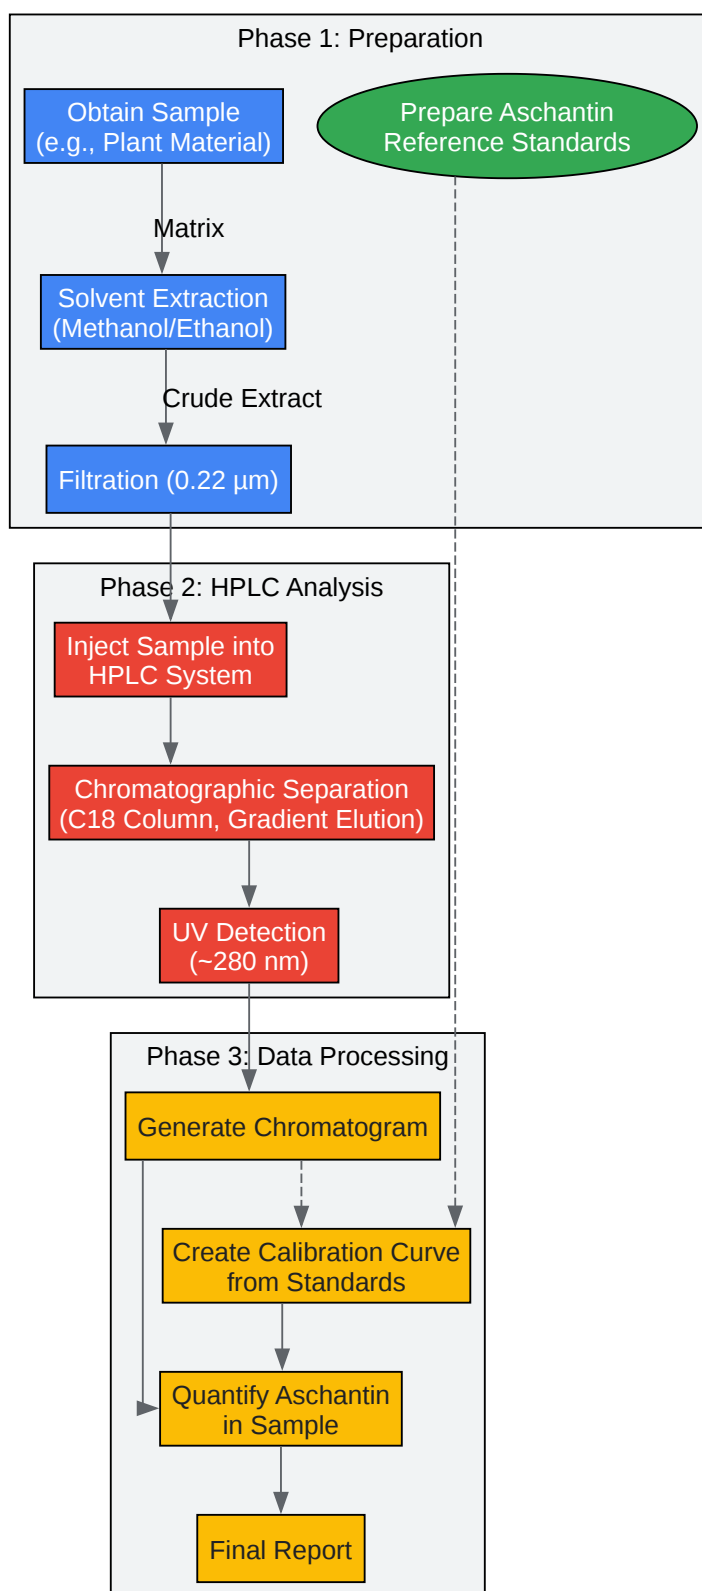 Phase 1: Preparation
Obtain Sample
(e.g., Plant Material)
Prepare Aschantin
Reference Standards
Matrix
Solvent Extraction
(Methanol/Ethanol)
Crude Extract
Filtration (0.22 µm)
Phase 2: HPLC Analysis
Inject Sample into
HPLC System
Chromatographic Separation
(C18 Column, Gradient Elution)
UV Detection
(~280 nm)
Phase 3: Data Processing
Generate Chromatogram
Create Calibration Curve
from Standards
Quantify Aschantin
in Sample
Final Report